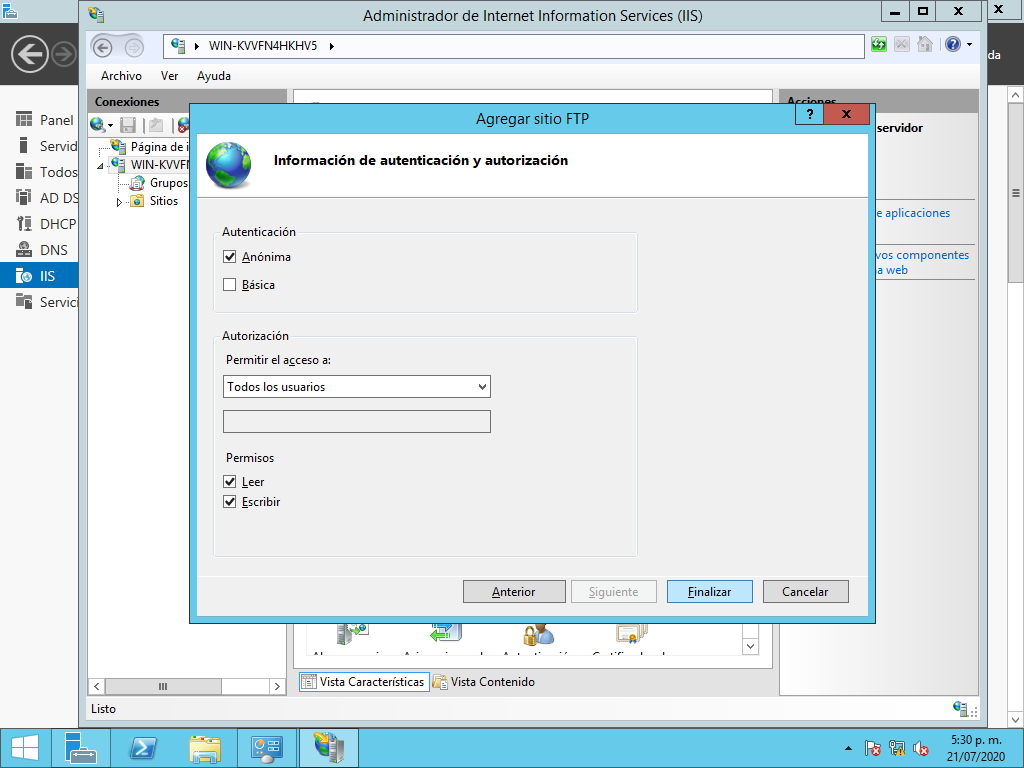 Administrador de Internet Information Services (IIS)
WIN-KVVFN4HKHV5
Archivo Ver Ayuda
Conexiones
Página de i
WIN-KVVFN
Grupos
Sitios
Panel
Servid
Todos
AD DS
DHCP
DNS
IIS
Servici
Agregar sitio FTP
?
Información de autenticación y autorización
Autenticación
Anónima
Básica
Autorización
Permitir el acceso a:
Todos los usuarios
Permisos
Leer
Escribir
Anterior
Siguiente
Finalizar
Cancelar
Acciones
servidor
e aplicaciones
vos componentes
a web
da
Vista Características
Vista Contenido
Listo
5:30 p. m.
21/07/2020